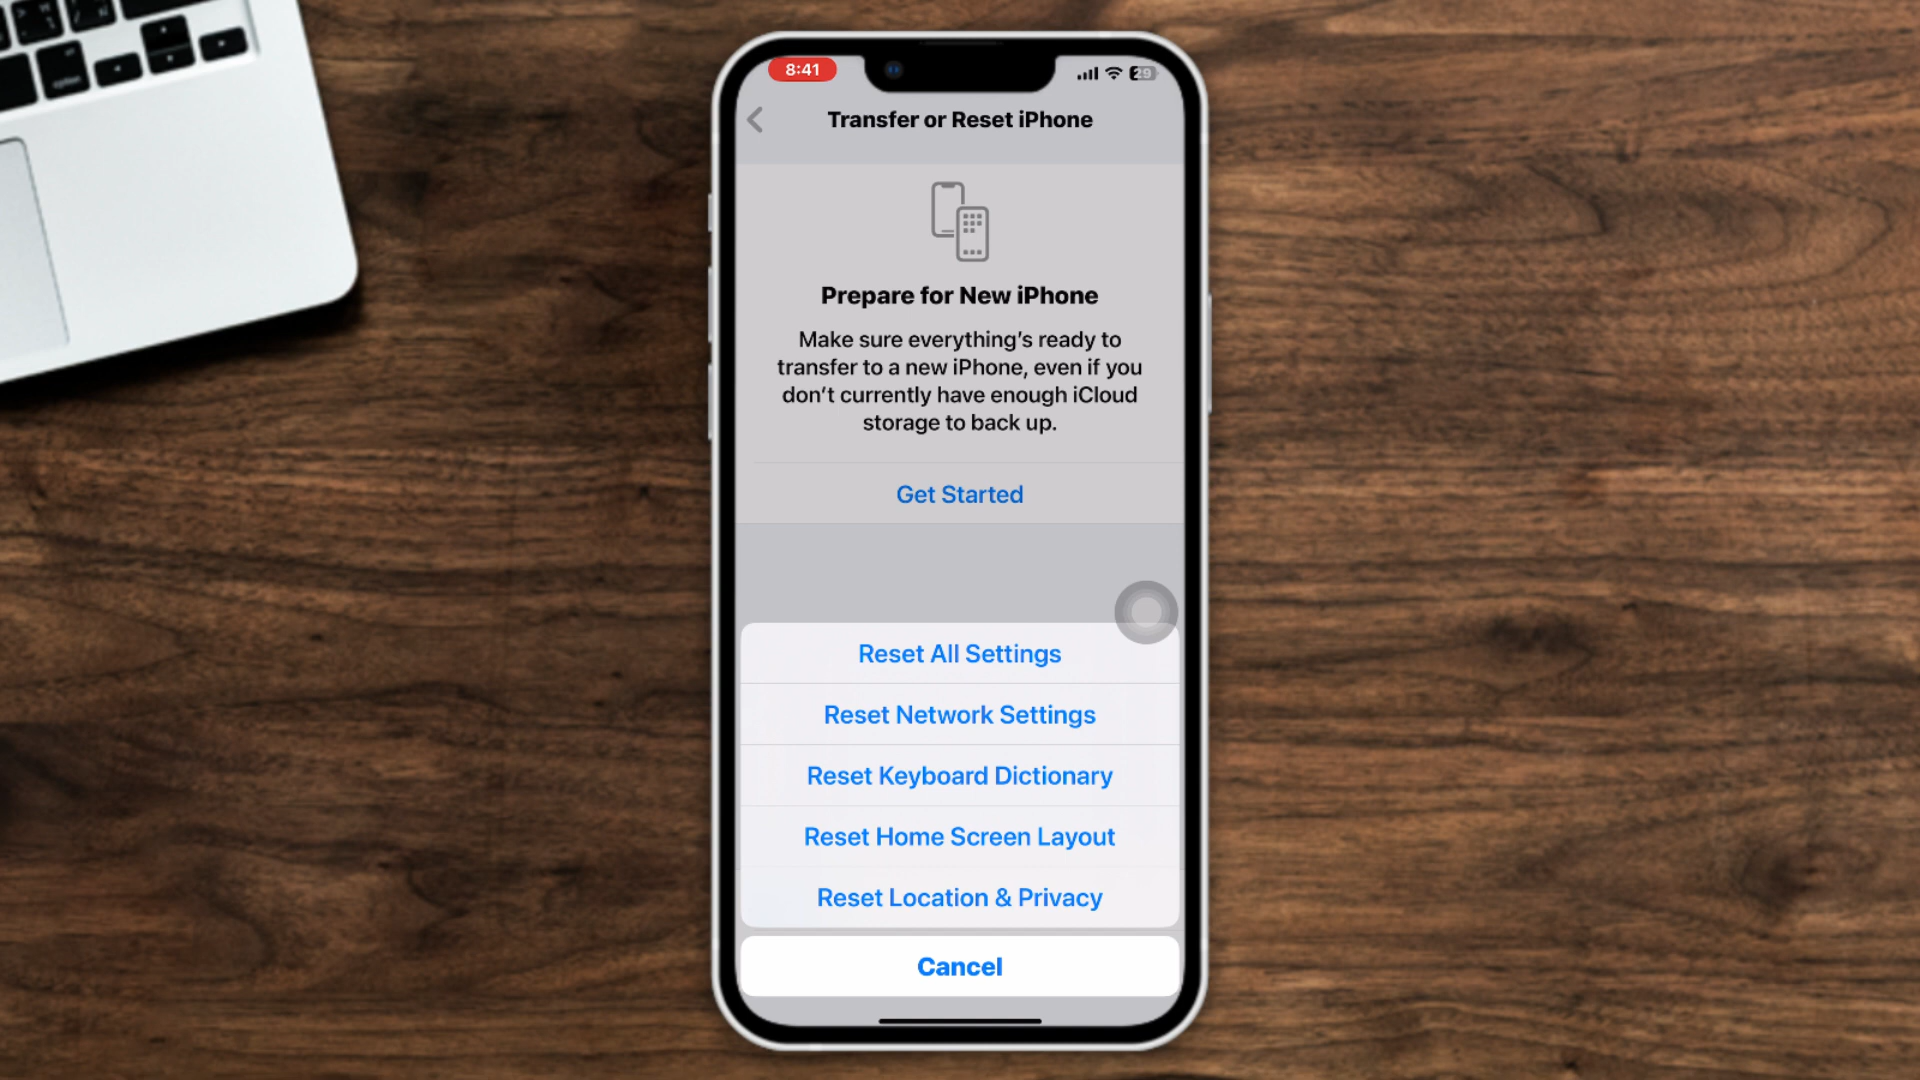 option
8:41
29
Transfer or Reset iPhone
Prepare for New iPhone
Make sure everything's ready to
transfer to a new iPhone, even if you
don't currently have enough iCloud
storage to back up.
Get Started
Reset All Settings
Reset Network Settings
Reset Keyboard Dictionary
Reset Home Screen Layout
Reset Location & Privacy
Cancel